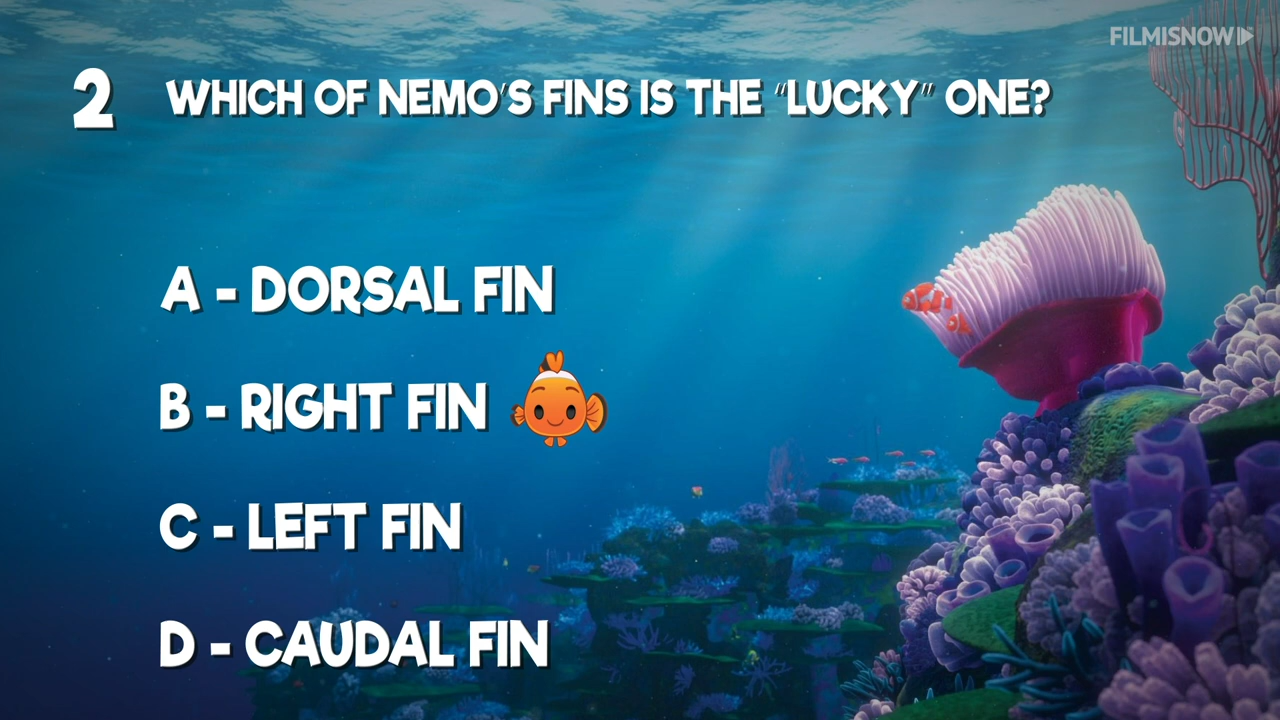 FILMISNOW
2 WHICH OF NEMO'S FINS IS THE "LUCKY" ONE?
A - DORSAL FIN
B - RIGHT FIN
C - LEFT FIN
D - CAUDAL FIN